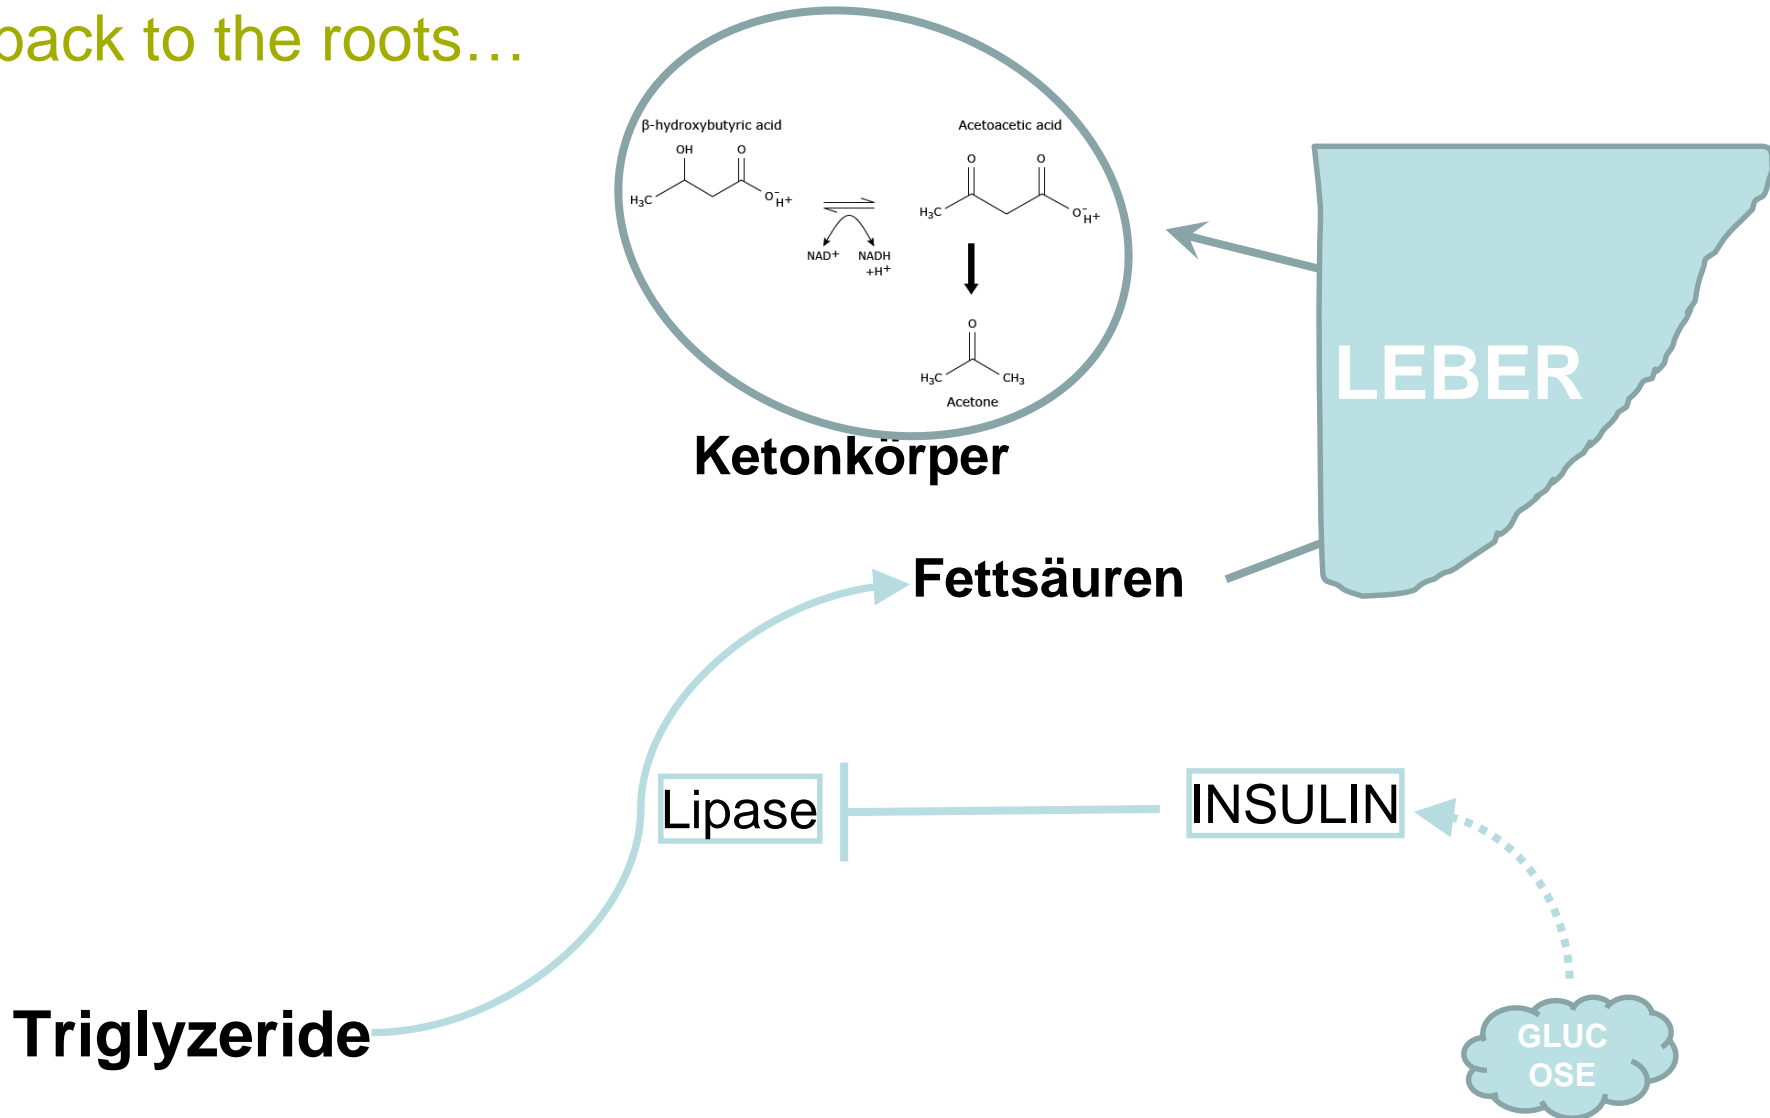 back to the roots…
β-hydroxybutyric acid
Acetoacetic acid
OH
O
O
O
H₃C
O⁻
H⁺
H₃C
O⁻
H⁺
NAD⁺
NADH
+H⁺
O
H₃C
CH₃
Acetone
LEBER
Ketonkörper
Fettsäuren
Lipase
INSULIN
Triglyzeride
GLUC
OSE